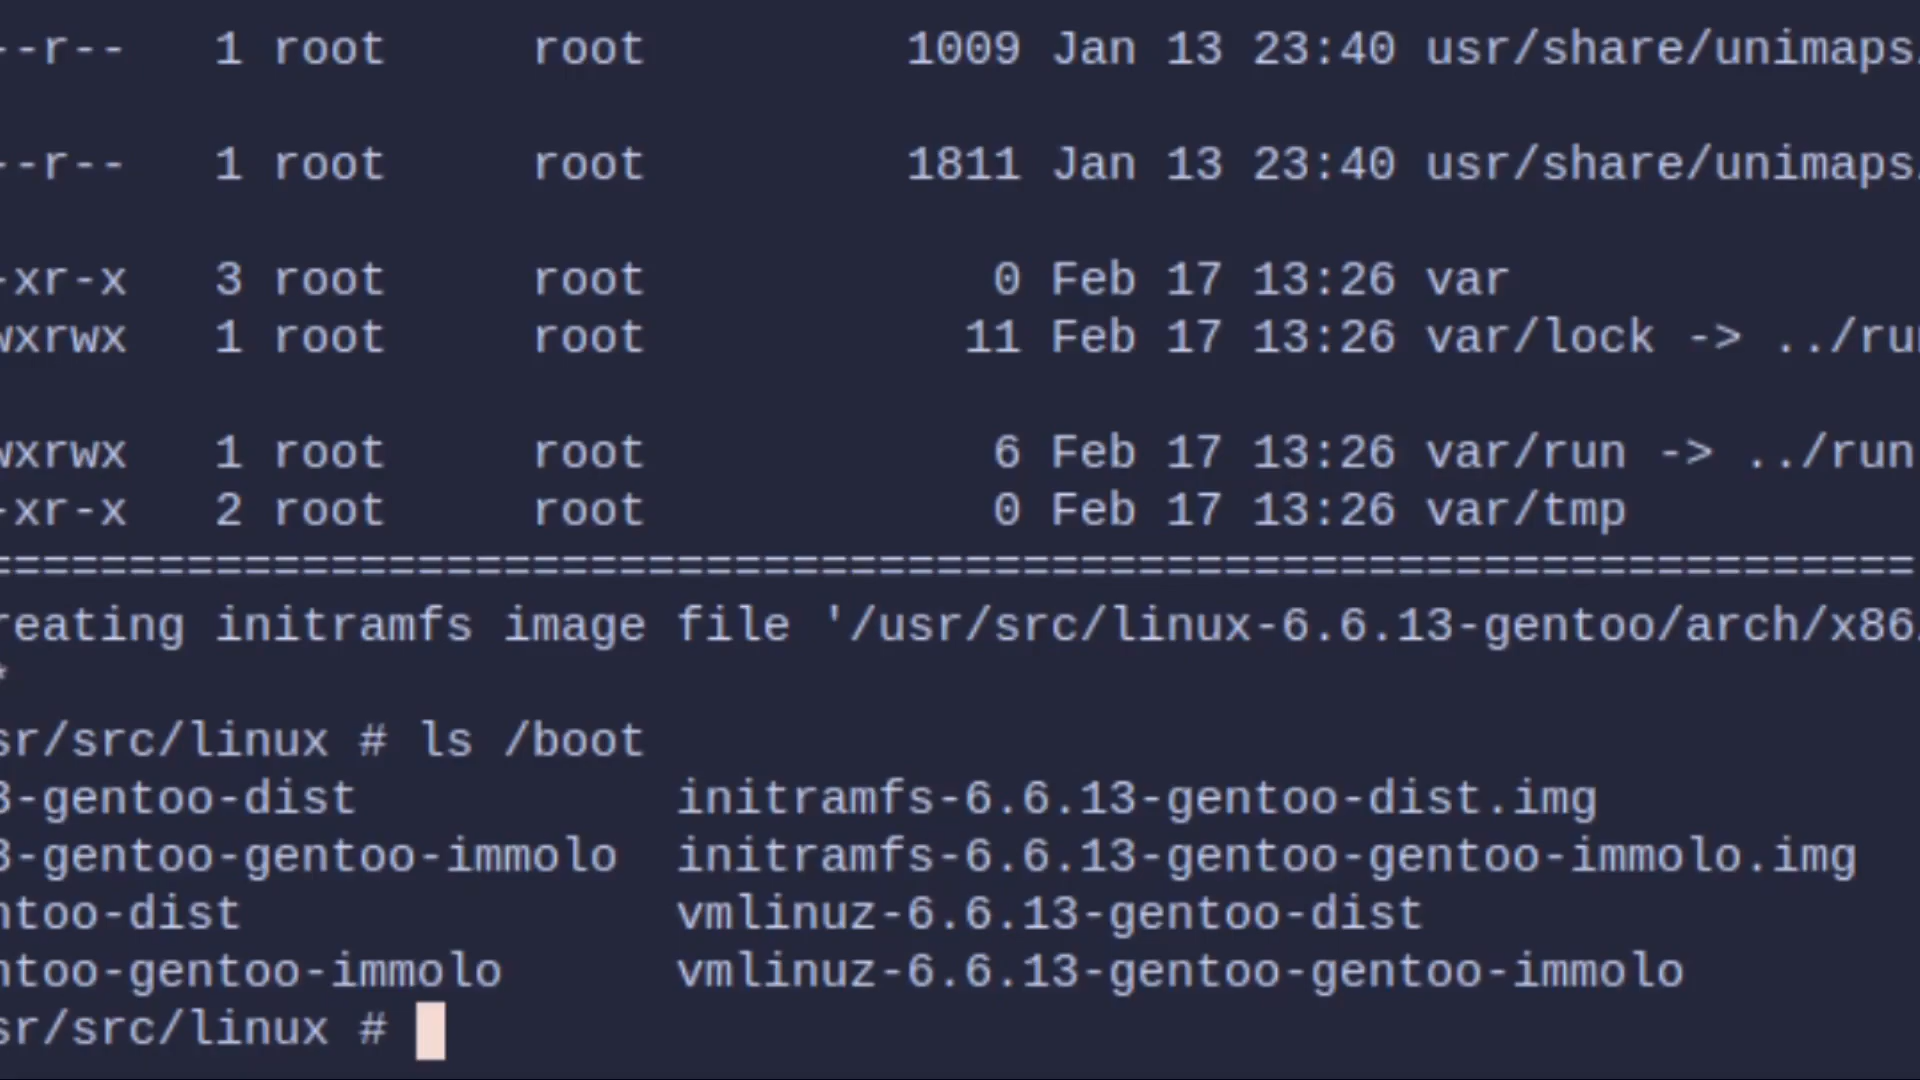 --r-- 1 root root 1009 Jan 13 23:40 usr/share/unimaps
--r-- 1 root root 1811 Jan 13 23:40 usr/share/unimaps
-xr-x 3 root root 0 Feb 17 13:26 var
wxrwx 1 root root 11 Feb 17 13:26 var/lock -> ../run
wxrwx 1 root root 6 Feb 17 13:26 var/run -> ../run
-xr-x 2 root root 0 Feb 17 13:26 var/tmp
===================================================================
reating initramfs image file '/usr/src/linux-6.6.13-gentoo/arch/x86/
*
sr/src/linux # ls /boot
3-gentoo-dist initramfs-6.6.13-gentoo-dist.img
3-gentoo-gentoo-immolo initramfs-6.6.13-gentoo-gentoo-immolo.img
ntoo-dist vmlinuz-6.6.13-gentoo-dist
ntoo-gentoo-immolo vmlinuz-6.6.13-gentoo-gentoo-immolo
sr/src/linux #